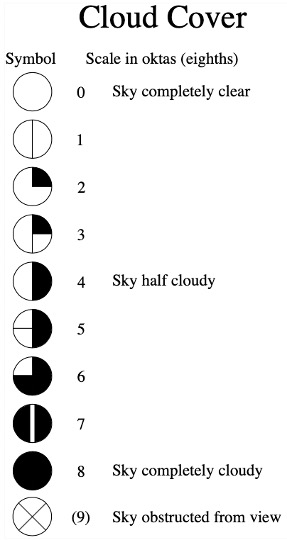 Cloud Cover
Symbol Scale in oktas (eighths)
0 Sky completely clear
1
2
3
4 Sky half cloudy
5
6
7
8 Sky completely cloudy
(9) Sky obstructed from view